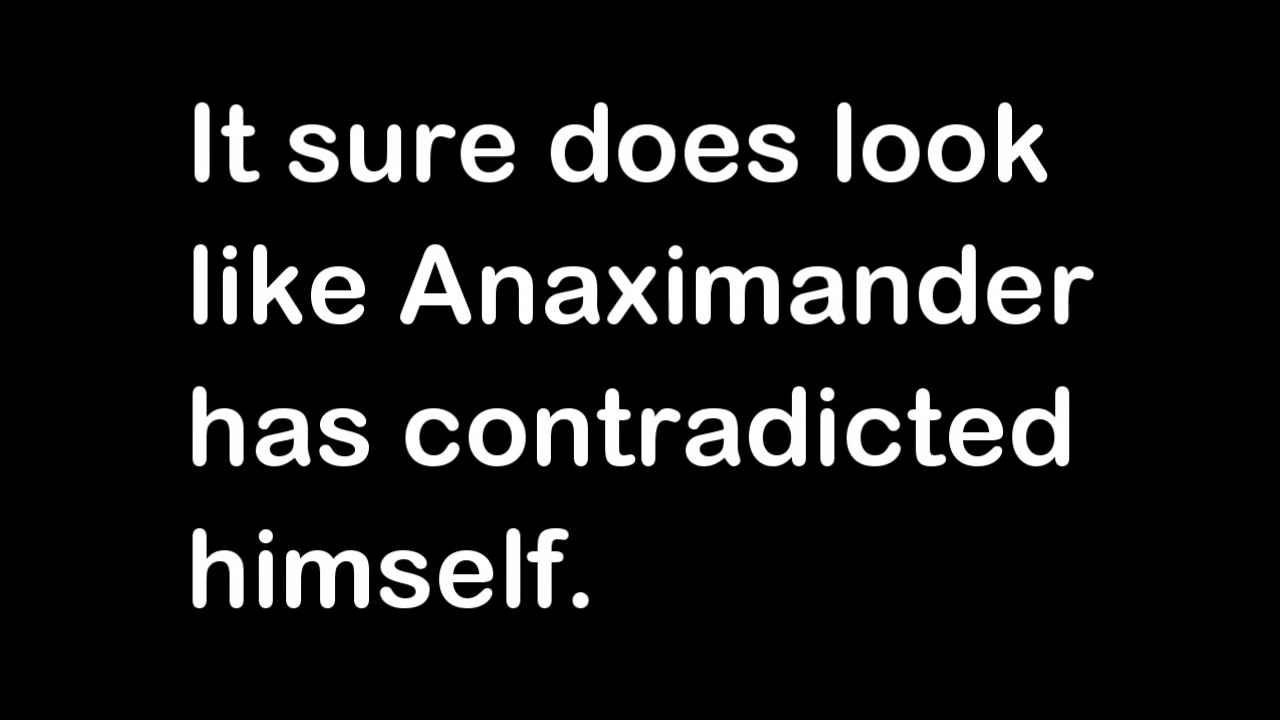 It sure does look
like Anaximander
has contradicted
himself.